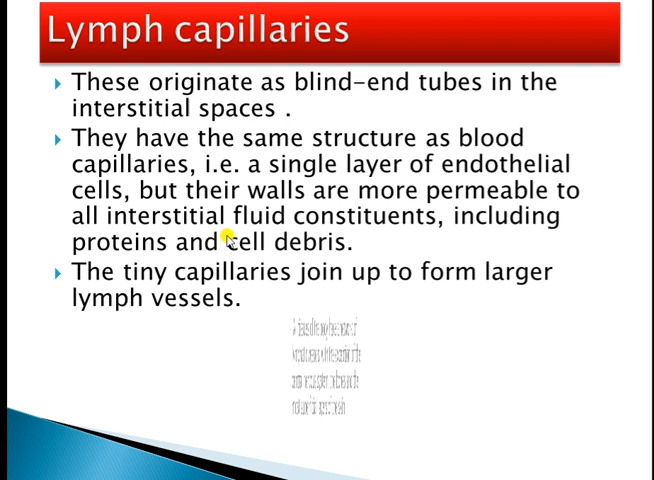 Lymph capillaries
These originate as blind-end tubes in the
interstitial spaces .
They have the same structure as blood
capillaries, i.e. a single layer of endothelial
cells, but their walls are more permeable to
all interstitial fluid constituents, including
proteins and cell debris.
The tiny capillaries join up to form larger
lymph vessels.